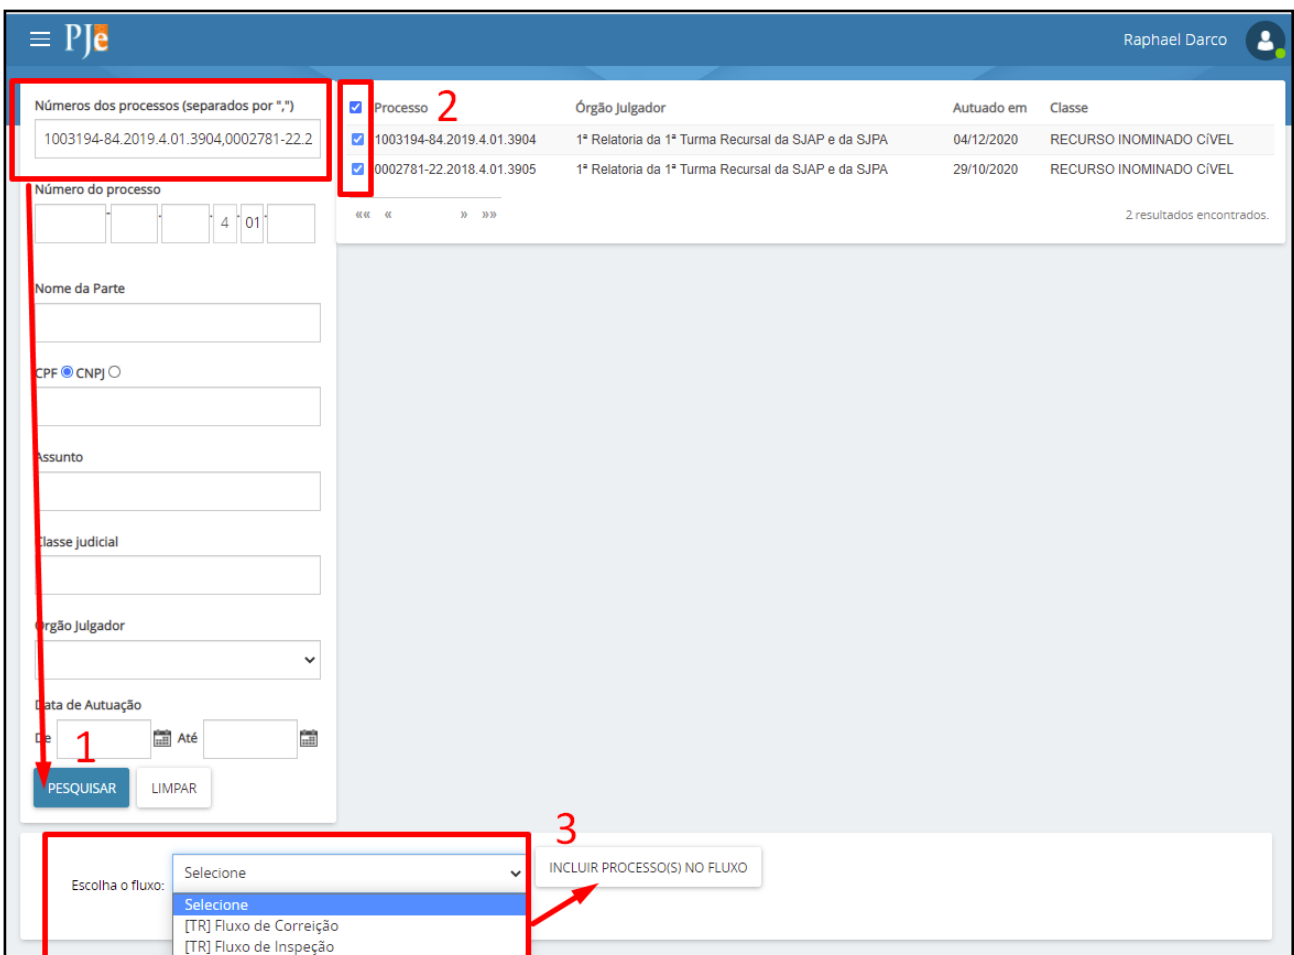 PJe
Raphael Darco
Números dos processos (separados por ",")
1003194-84.2019.4.01.3904,0002781-22.2
Número do processo
- . . 4 . 01 .
Nome da Parte
CPF CNPJ
Assunto
Classe judicial
Órgão Julgador
Data de Autuação
De Até
1
PESQUISAR LIMPAR
2
Processo Órgão Julgador Autuado em Classe
1003194-84.2019.4.01.3904 1ª Relatoria da 1ª Turma Recursal da SJAP e da SJPA 04/12/2020 RECURSO INOMINADO CíVEL
0002781-22.2018.4.01.3905 1ª Relatoria da 1ª Turma Recursal da SJAP e da SJPA 29/10/2020 RECURSO INOMINADO CíVEL
«« « » »»
2 resultados encontrados.
3
Escolha o fluxo: Selecione INCLUIR PROCESSO(S) NO FLUXO
Selecione
[TR] Fluxo de Correição
[TR] Fluxo de Inspeção